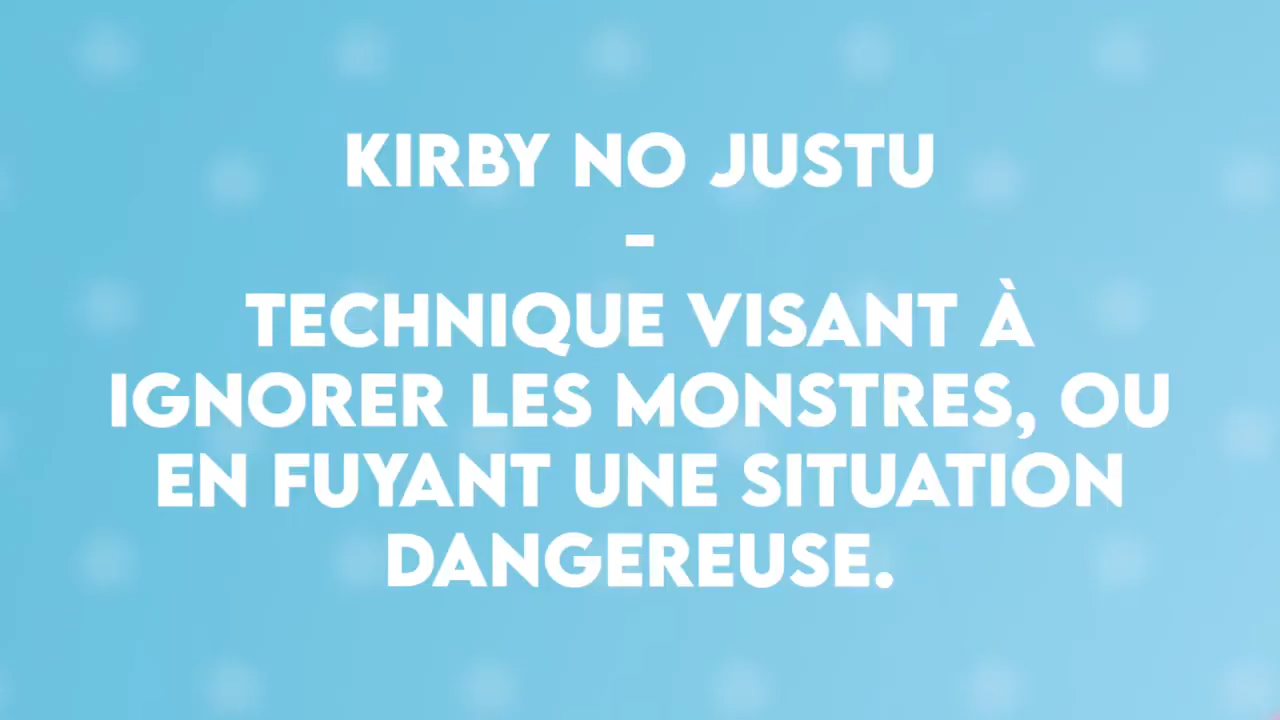 KIRBY NO JUSTU
-
TECHNIQUE VISANT À
IGNORER LES MONSTRES, OU
EN FUYANT UNE SITUATION
DANGEREUSE.